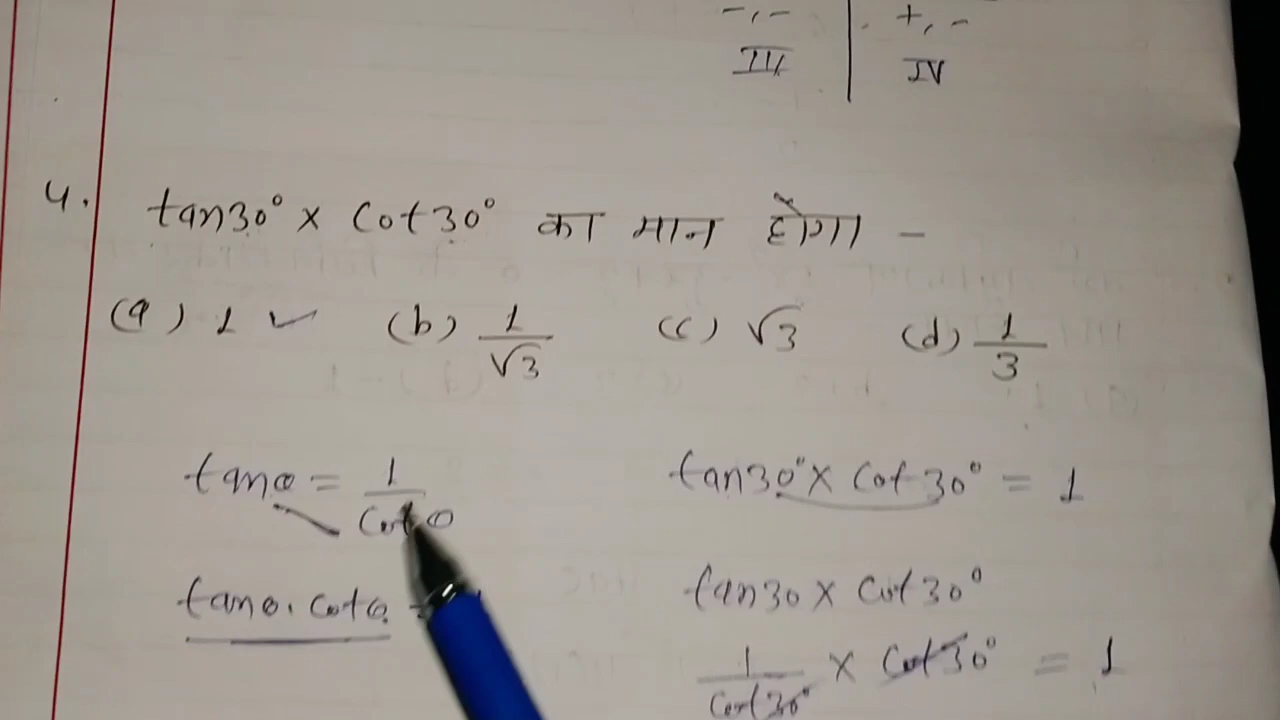 -,- +,-
III IV
4. tan30° × Cot30° का मान होगा -
(a) 1 ✓ (b) 1/√3 (c) √3 (d) 1/3
tanθ = 1/Cotθ tan30° × Cot30° = 1
tanθ. Cotθ tan30 × Cot30°
1/Cot30° × Cot30° = 1